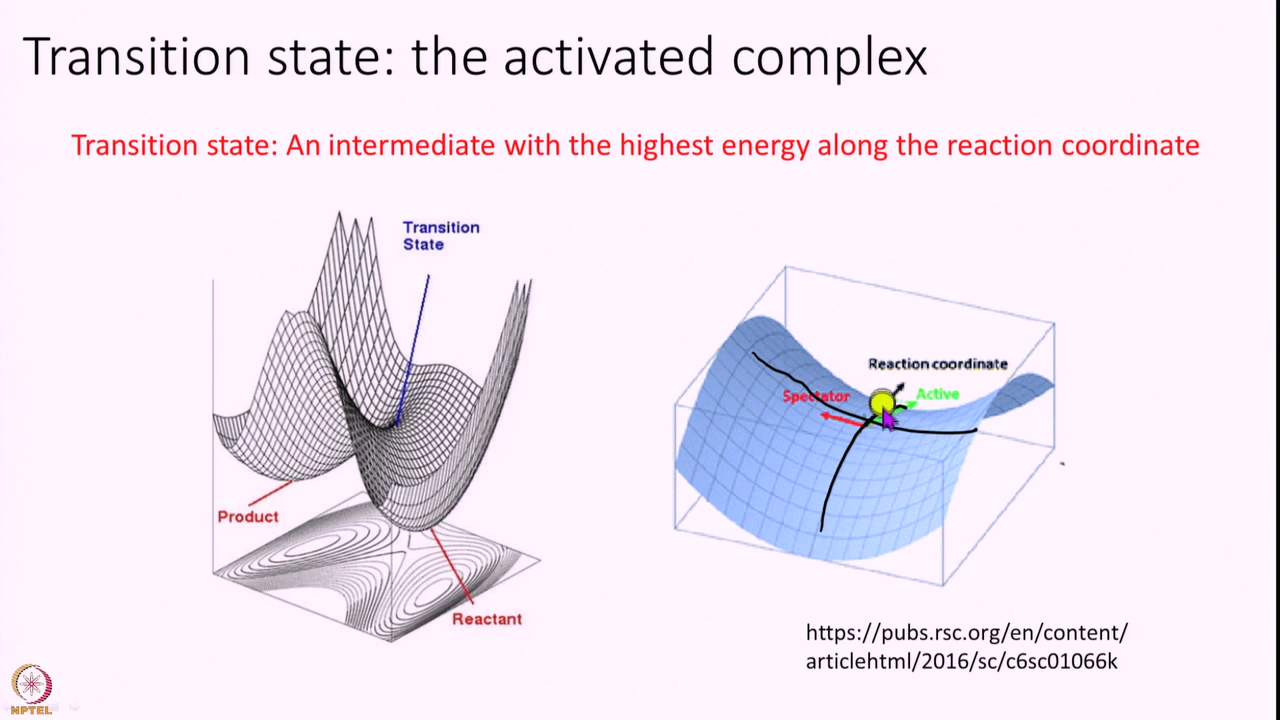 Transition state: the activated complex
Transition state: An intermediate with the highest energy along the reaction coordinate
Transition
State
Product
Reactant
Reaction coordinate
Spectator
Active
https://pubs.rsc.org/en/content/
articlehtml/2016/sc/c6sc01066k
NPTEL